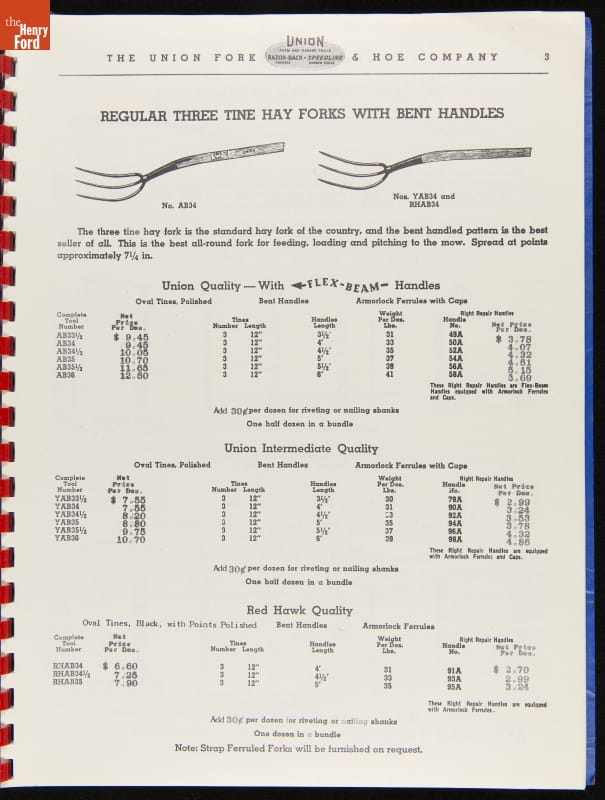 the
Henry
Ford
UNION
FARM AND GARDEN TOOLS
RAZOR-BACK SPEEDLINE
SHOVELS GARDEN TOOLS
THE UNION FORK & HOE COMPANY 3
REGULAR THREE TINE HAY FORKS WITH BENT HANDLES
No. AB34
Nos. YAB34 and
RHAB34
The three tine hay fork is the standard hay fork of the country, and the bent handled pattern is the best
seller of all. This is the best all-round fork for feeding, loading and pitching to the mow. Spread at points
approximately 7¼ in.
Union Quality — With FLEX-BEAM Handles
Oval Tines, Polished Bent Handles Armorlock Ferrules with Caps
Complete Tool Number Net Price Per Doz. Tines Number Length Handles Length Weight Per Doz. Lbs. Right Repair Handles Handle No. Net Price Per Doz.
AB33½ $ 9.45 3 12" 3½' 31 49A $ 3.78
AB34 9.45 3 12" 4' 33 50A 4.07
AB34½ 10.05 3 12" 4½' 35 52A 4.32
AB35 10.70 3 12" 5' 37 54A 4.61
AB35½ 11.65 3 12" 5½' 39 56A 5.15
AB36 12.60 3 12" 6' 41 58A 5.69
These Right Repair Handles are Flex-Beam
Handles equipped with Armorlock Ferrules
and Caps.
Add 30¢ per dozen for riveting or nailing shanks
One half dozen in a bundle
Union Intermediate Quality
Oval Tines, Polished Bent Handles Armorlock Ferrules with Caps
Complete Tool Number Net Price Per Doz. Tines Number Length Handles Length Weight Per Doz. Lbs. Right Repair Handles Handle No. Net Price Per Doz.
YAB33½ $ 7.55 3 12" 3½' 30 79A $ 2.99
YAB34 7.55 3 12" 4' 31 90A 3.24
YAB34½ 8.20 3 12" 4½' 3 92A 3.53
YAB35 8.80 3 12" 5' 35 94A 3.78
YAB35½ 9.75 3 12" 5½' 37 96A 4.32
YAB36 10.70 3 12" 6' 39 98A 4.86
These Right Repair Handles are equipped
with Armorlock Ferrules and Caps.
Add 30¢ per dozen for riveting or nailing shanks
One half dozen in a bundle
Red Hawk Quality
Oval Tines, Black, with Points Polished Bent Handles Armorlock Ferrules
Complete Tool Number Net Price Per Doz. Tines Number Length Handles Length Weight Per Doz. Lbs. Right Repair Handles Handle No. Net Price Per Doz.
RHAB34 $ 6.60 3 12" 4' 31 91A $ 2.70
RHAB34½ 7.25 3 12" 4½' 33 93A 2.99
RHAB35 7.90 3 12" 5' 35 95A 3.24
These Right Repair Handles are equipped
with Armorlock Ferrules.
Add 30¢ per dozen for riveting or nailing shanks
One dozen in a bundle
Note: Strap Ferruled Forks will be furnished on request.